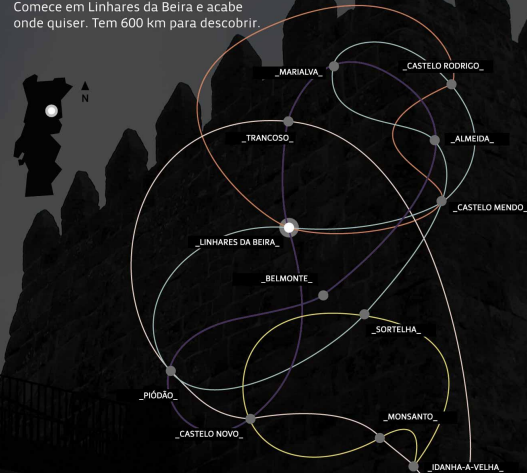 Comece em Linhares da Beira e acabe
onde quiser. Tem 600 km para descobrir.
N
_MARIALVA_
_CASTELO RODRIGO_
_TRANCOSO_
_ALMEIDA_
_CASTELO MENDO_
_LINHARES DA BEIRA_
_BELMONTE_
_SORTELHA_
_PIÓDÃO_
_MONSANTO_
_CASTELO NOVO_
_IDANHA-A-VELHA_